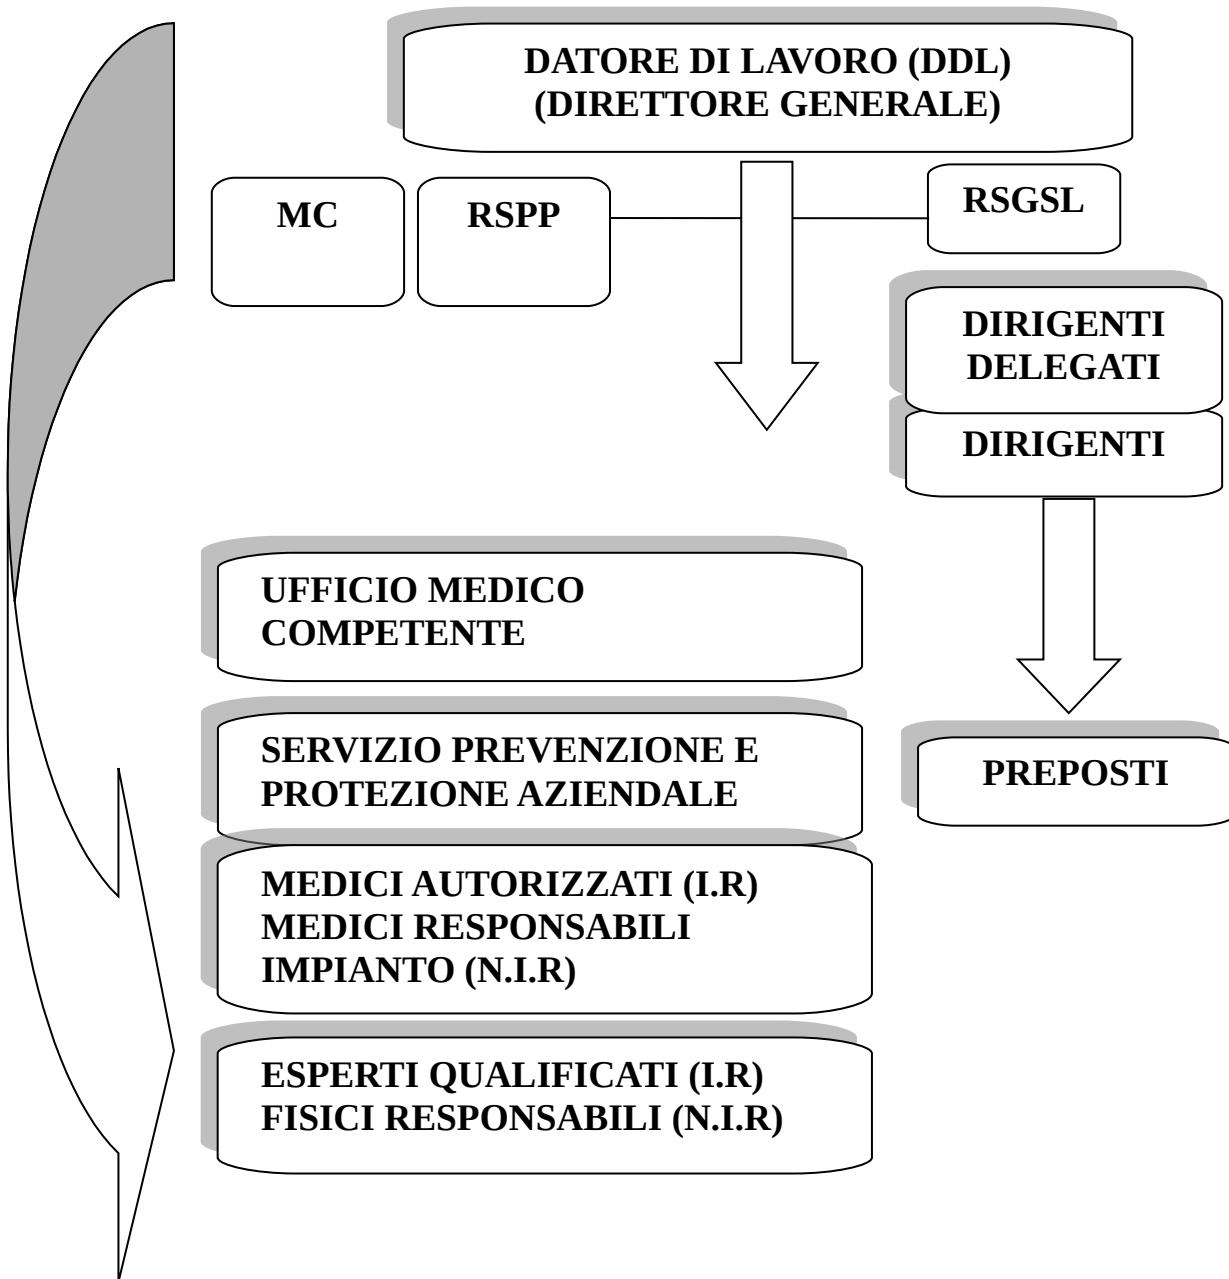 DATORE DI LAVORO (DDL)
(DIRETTORE GENERALE)
MC
RSPP
RSGSL
DIRIGENTI
DELEGATI
DIRIGENTI
UFFICIO MEDICO
COMPETENTE
SERVIZIO PREVENZIONE E
PROTEZIONE AZIENDALE
PREPOSTI
MEDICI AUTORIZZATI (I.R)
MEDICI RESPONSABILI
IMPIANTO (N.I.R)
ESPERTI QUALIFICATI (I.R)
FISICI RESPONSABILI (N.I.R)